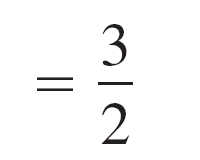 = 3/2